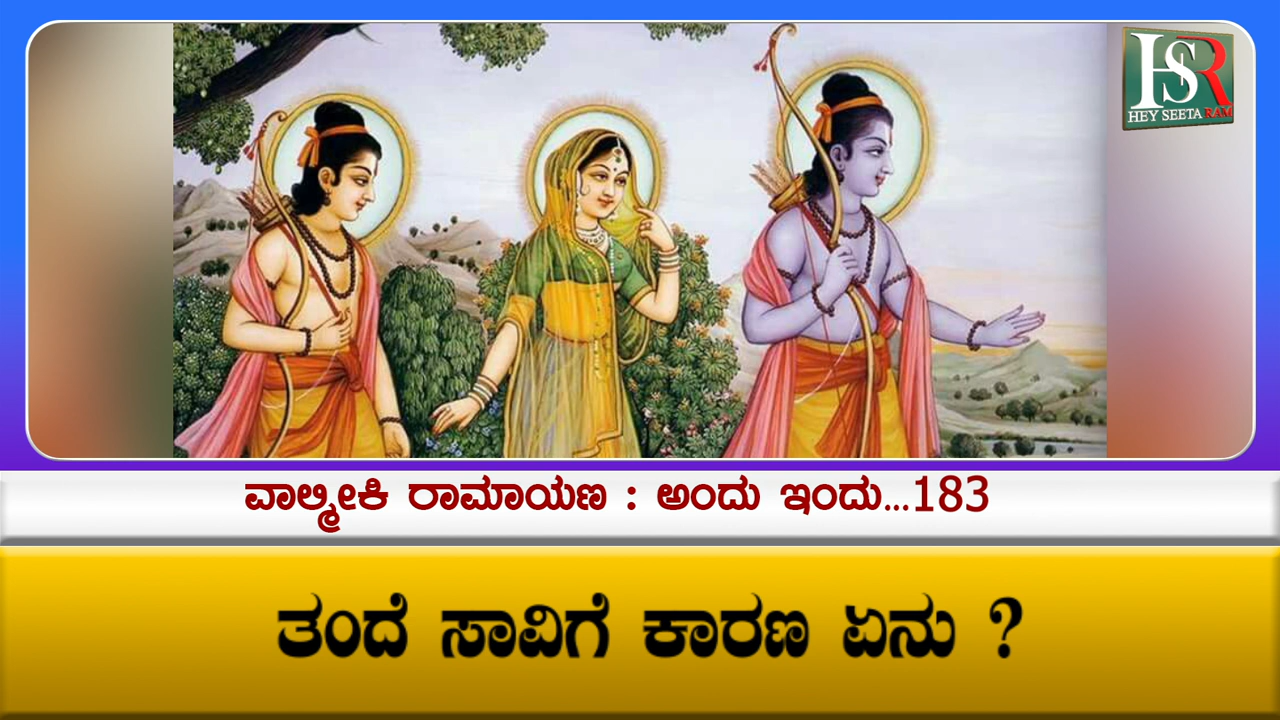 HSR
HEY SEETA RAM
ವಾಲ್ಮೀಕಿ ರಾಮಾಯಣ : ಅಂದು ಇಂದು...183
ತಂದೆ ಸಾವಿಗೆ ಕಾರಣ ಏನು ?